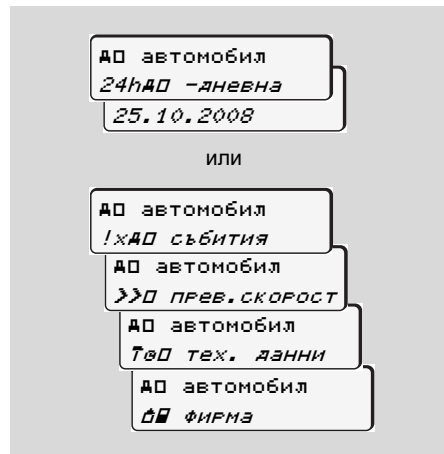 ▲□ автомобил
24h▲□ -дневна
25.10.2008
или
▲□ автомобил
!x▲□ събития
▲□ автомобил
>>□ прев.скорост
▲□ автомобил
T⊙□ тех. данни
▲□ автомобил
фирма